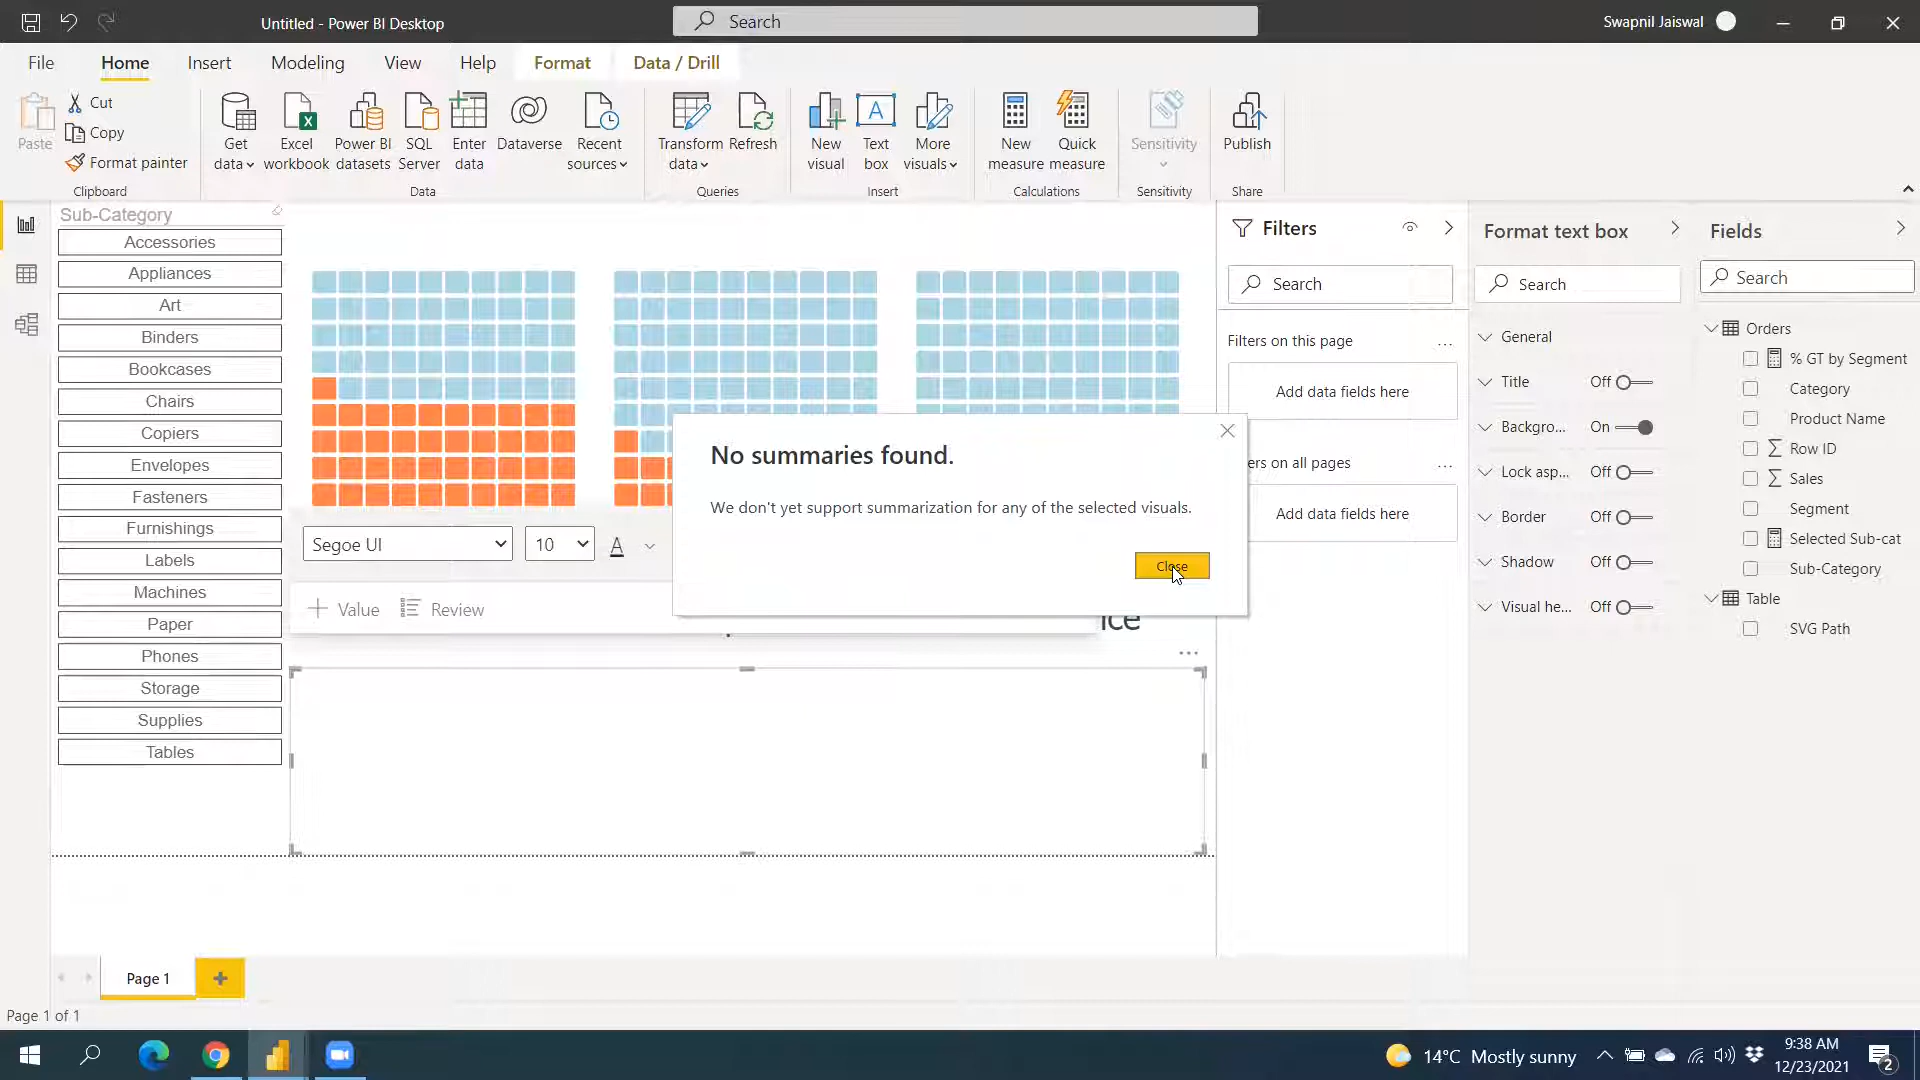 Untitled - Power BI Desktop
Search
Swapnil Jaiswal
File
Home
Insert
Modeling
View
Help
Format
Data / Drill
Paste
Cut
Copy
Format painter
Clipboard
Get data
Excel workbook
Power BI datasets
SQL Server
Enter data
Dataverse
Recent sources
Data
Transform data
Refresh
Queries
New visual
Text box
More visuals
Insert
New measure
Quick measure
Calculations
Sensitivity
Sensitivity
Publish
Share
Sub-Category
Accessories
Appliances
Art
Binders
Bookcases
Chairs
Copiers
Envelopes
Fasteners
Furnishings
Labels
Machines
Paper
Phones
Storage
Supplies
Tables
Segoe UI
10
A
Value
Review
ice
No summaries found.
We don't yet support summarization for any of the selected visuals.
Close
Filters
Search
Filters on this page
...
Add data fields here
ers on all pages
...
Add data fields here
Format text box
Search
General
Title
Off
Backgro...
On
Lock asp...
Off
Border
Off
Shadow
Off
Visual he...
Off
Fields
Search
Orders
% GT by Segment
Category
Product Name
Row ID
Sales
Segment
Selected Sub-cat
Sub-Category
Table
SVG Path
Page 1
Page 1 of 1
14°C Mostly sunny
9:38 AM
12/23/2021
2